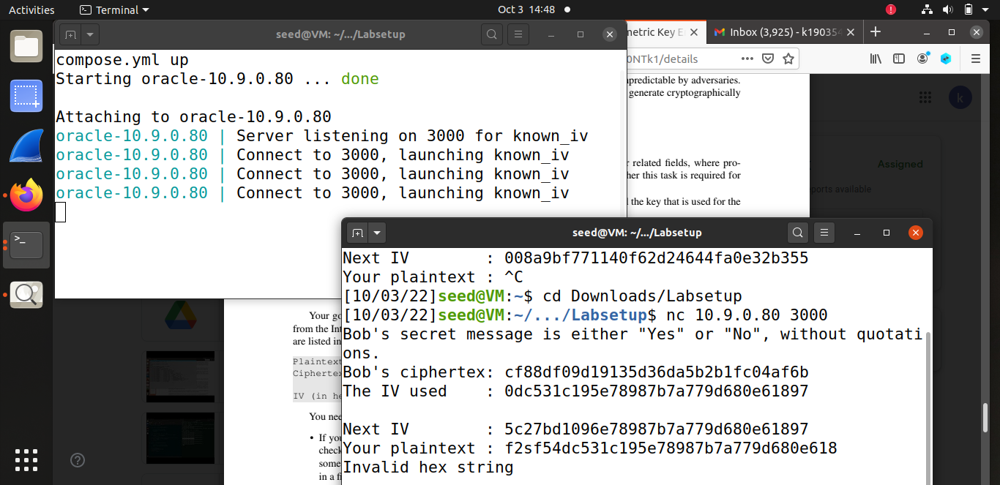 Activities
Terminal
Oct 3 14:48
seed@VM: ~/.../Labsetup
compose.yml up
Starting oracle-10.9.0.80 ... done
Attaching to oracle-10.9.0.80
oracle-10.9.0.80 | Server listening on 3000 for known_iv
oracle-10.9.0.80 | Connect to 3000, launching known_iv
oracle-10.9.0.80 | Connect to 3000, launching known_iv
oracle-10.9.0.80 | Connect to 3000, launching known_iv
metric Key E
Inbox (3,925) - k190354
0NTk1/details
predictable by adversaries.
generate cryptographically
k
r related fields, where pro-
Assigned
her this task is required for
ports available
the key that is used for the
seed@VM: ~/.../Labsetup
Next IV : 008a9bf771140f62d24644fa0e32b355
Your plaintext : ^C
[10/03/22]seed@VM:~$ cd Downloads/Labsetup
[10/03/22]seed@VM:~/.../Labsetup$ nc 10.9.0.80 3000
Bob's secret message is either "Yes" or "No", without quotati
ons.
Bob's ciphertex: cf88df09d19135d36da5b2b1fc04af6b
The IV used : 0dc531c195e78987b7a779d680e61897
Next IV : 5c27bd1096e78987b7a779d680e61897
Your plaintext : f2sf54dc531c195e78987b7a779d680e618
Invalid hex string
Your go
from the Int
are listed in
Plaintext
Ciphertex
IV (in he
You nee
• If you
check
some
in a fi